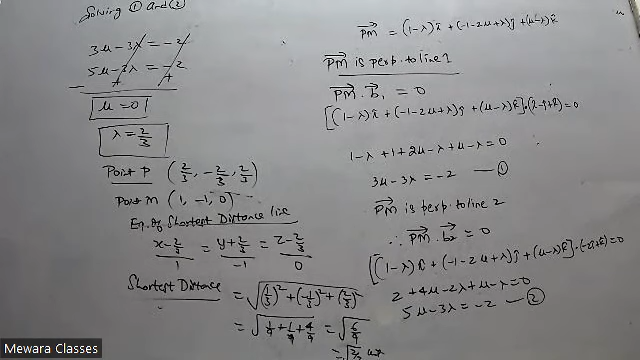 Solving ① and ②
3μ - 3λ = -2
5μ - 3λ = -2
μ = 0
λ = 2/3
Point P (2/3, -2/3, 2/3)
Point M (1, -1, 0)
Eqn. of Shortest Distance line
x - 2/3 / 1 = y + 2/3 / -1 = z - 2/3 / 0
Shortest Distance = √(1/3)² + (-1/3)² + (2/3)²
= √1/9 + 1/9 + 4/9 = √6/9
= √2/3 unit
PM = (1-λ)î + (-1-2μ+λ)ĵ + (μ-λ)k̂
PM is perp. to line 1
PM . b₁ = 0
[(1-λ)î + (-1-2μ+λ)ĵ + (μ-λ)k̂] . (î - ĵ + k̂) = 0
1 - λ + 1 + 2μ - λ + μ - λ = 0
3μ - 3λ = -2 — ①
PM is perp. to line 2
∴ PM . b₂ = 0
[(1-λ)î + (-1-2μ+λ)ĵ + (μ-λ)k̂] . (-2ĵ + k̂) = 0
2 + 4μ - 2λ + μ - λ = 0
5μ - 3λ = -2 — ②
Mewara Classes